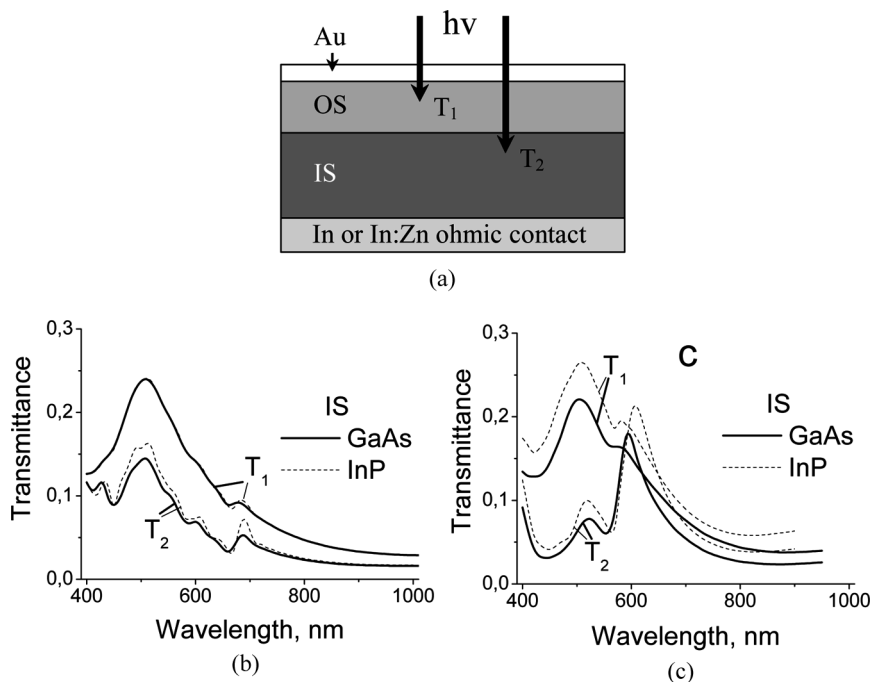 hν
Au
OS
T₁
IS
T₂
In or In:Zn ohmic contact
(a)
0,3
0,2
0,1
0,0
Transmittance
IS
GaAs
InP
T₁
T₂
400 600 800 1000
Wavelength, nm
(b)
0,3
0,2
0,1
0,0
Transmittance
C
T₁
IS
GaAs
InP
T₂
400 600 800 1000
Wavelength, nm
(c)